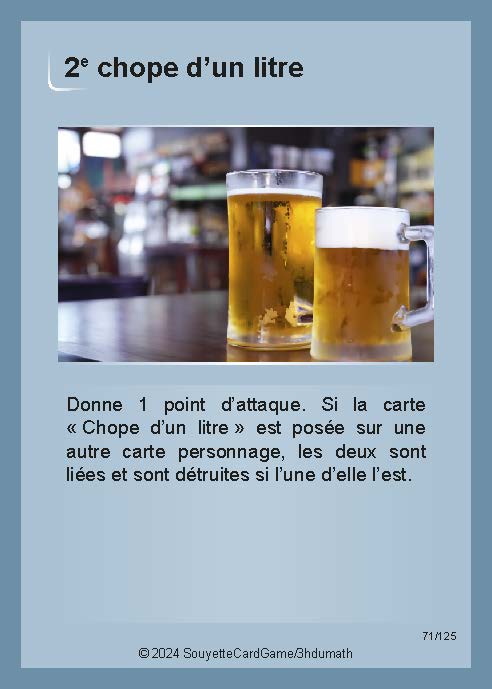 2e chope d’un litre
Donne 1 point d’attaque. Si la carte
« Chope d’un litre » est posée sur une
autre carte personnage, les deux sont
liées et sont détruites si l’une d’elle l’est.
71/125
© 2024 SouyetteCardGame/3hdumath